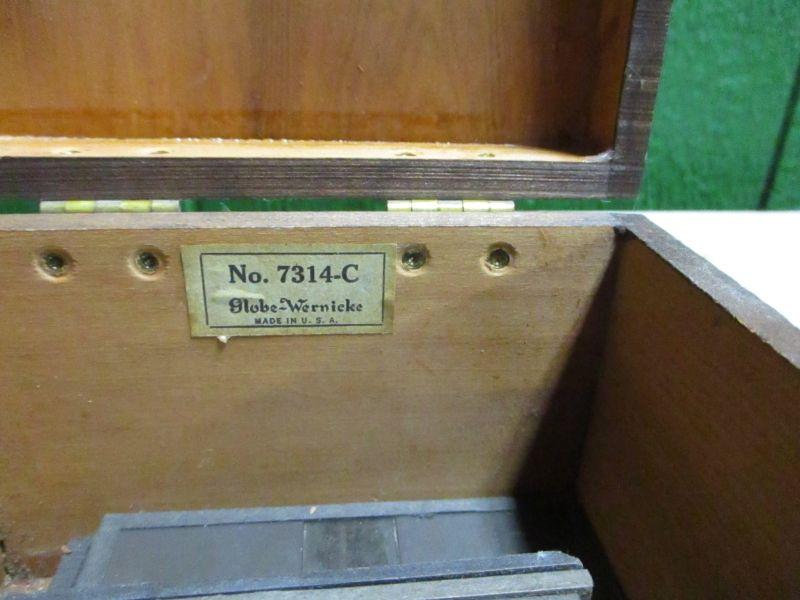 No. 7314-C
Globe-Wernicke
MADE IN U. S. A.